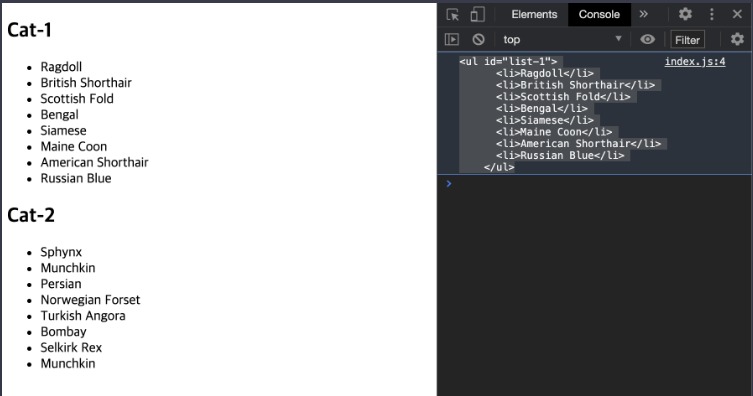 Cat-1
Ragdoll
British Shorthair
Scottish Fold
Bengal
Siamese
Maine Coon
American Shorthair
Russian Blue
Cat-2
Sphynx
Munchkin
Persian
Norwegian Forset
Turkish Angora
Bombay
Selkirk Rex
Munchkin
Elements Console »
top Filter
<ul id="list-1"> index.js:4
<li>Ragdoll</li>
<li>British Shorthair</li>
<li>Scottish Fold</li>
<li>Bengal</li>
<li>Siamese</li>
<li>Maine Coon</li>
<li>American Shorthair</li>
<li>Russian Blue</li>
</ul>